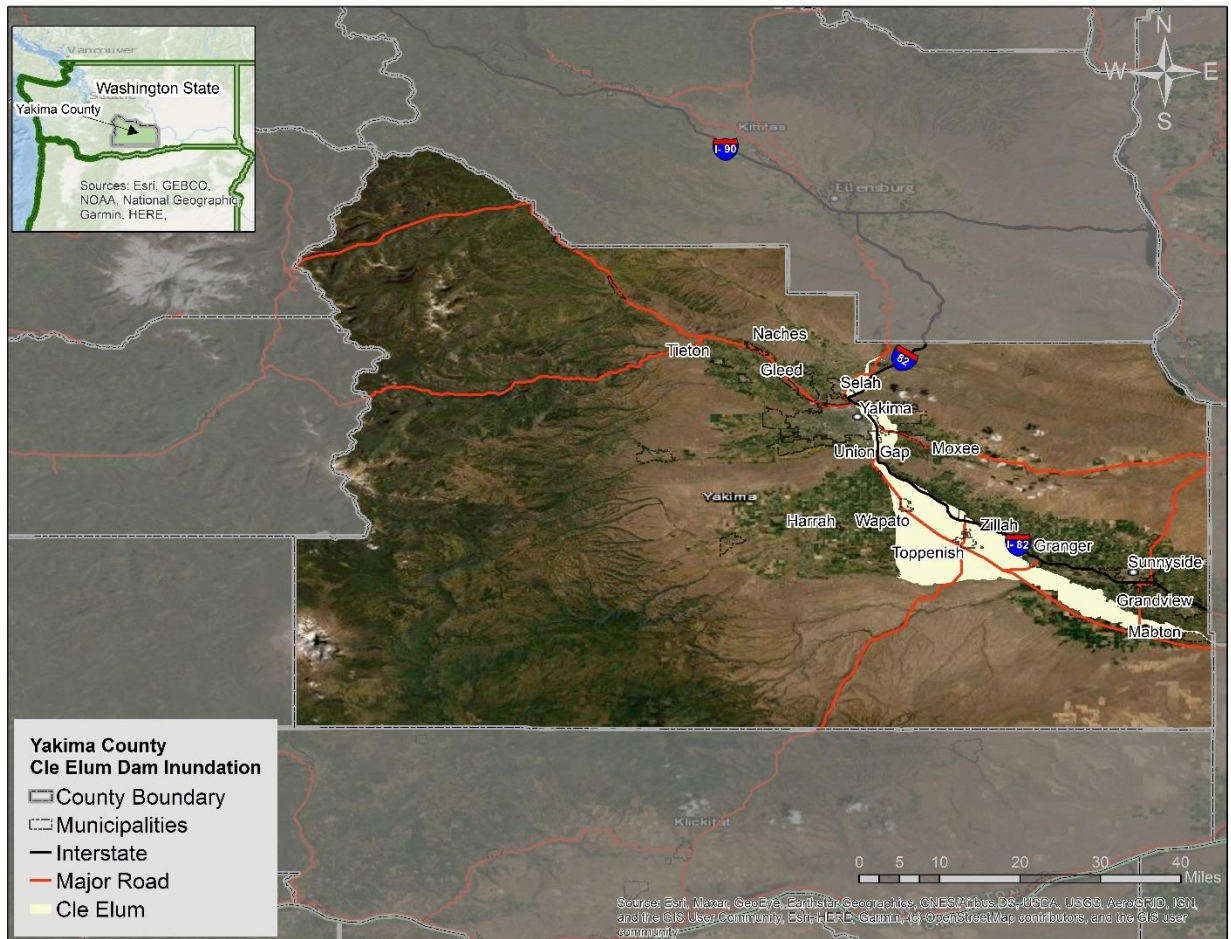 Vancouver
Washington State
Yakima County
Sources: Esri, GEBCO,
NOAA, National Geographic,
Garmin, HERE,
N
W
E
S
Kittitas
I-90
Ellensburg
Naches
Tieton
82
Gleed
Selah
Yakima
Union Gap
Moxee
Yakima
Harrah
Wapato
Zillah
I-82
Granger
Toppenish
Sunnyside
Grandview
Mabton
Klickitat
Yakima County
Cle Elum Dam Inundation
County Boundary
Municipalities
Interstate
Major Road
Cle Elum
0 5 10 20 30 40
Miles
Source: Esri, Maxar, GeoEye, Earthstar Geographics, CNES/Airbus DS, USDA, USGS, AeroGRID, IGN,
and the GIS User Community, Esri, HERE, Garmin, (c) OpenStreetMap contributors, and the GIS user
community